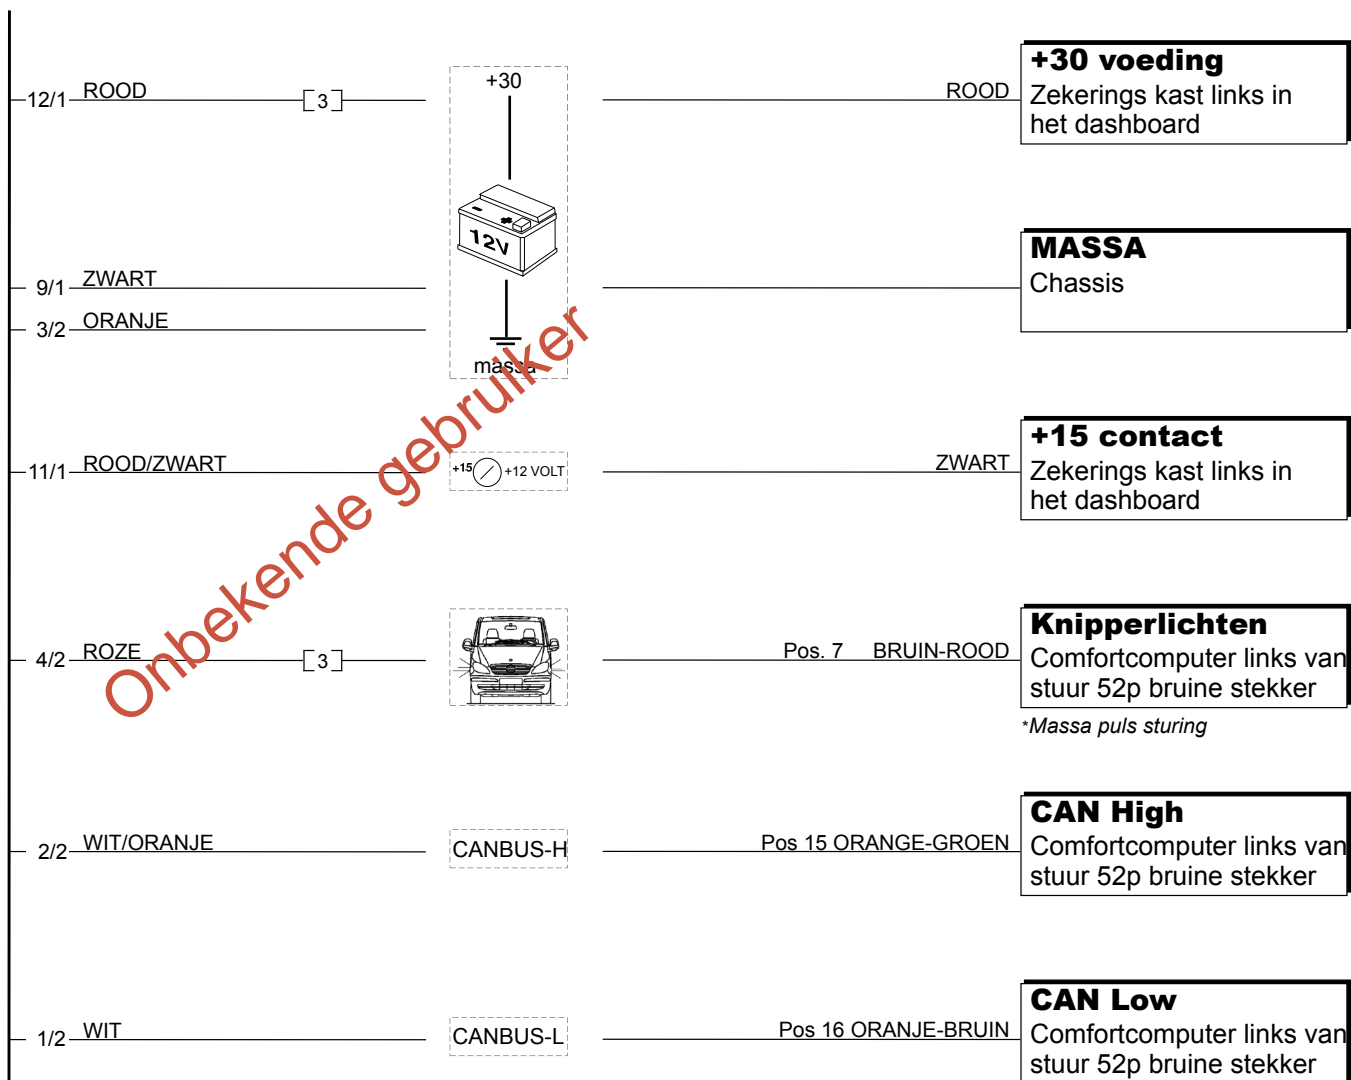 12/1 ROOD [3] +30 ROOD
+30 voeding
Zekerings kast links in
het dashboard
12V
9/1 ZWART
MASSA
Chassis
3/2 ORANJE
massa
Onbekende gebruiker
11/1 ROOD/ZWART +15 +12 VOLT ZWART
+15 contact
Zekerings kast links in
het dashboard
4/2 ROZE [3] Pos. 7 BRUIN-ROOD
Knipperlichten
Comfortcomputer links van
stuur 52p bruine stekker
*Massa puls sturing
2/2 WIT/ORANJE CANBUS-H Pos 15 ORANGE-GROEN
CAN High
Comfortcomputer links van
stuur 52p bruine stekker
1/2 WIT CANBUS-L Pos 16 ORANJE-BRUIN
CAN Low
Comfortcomputer links van
stuur 52p bruine stekker